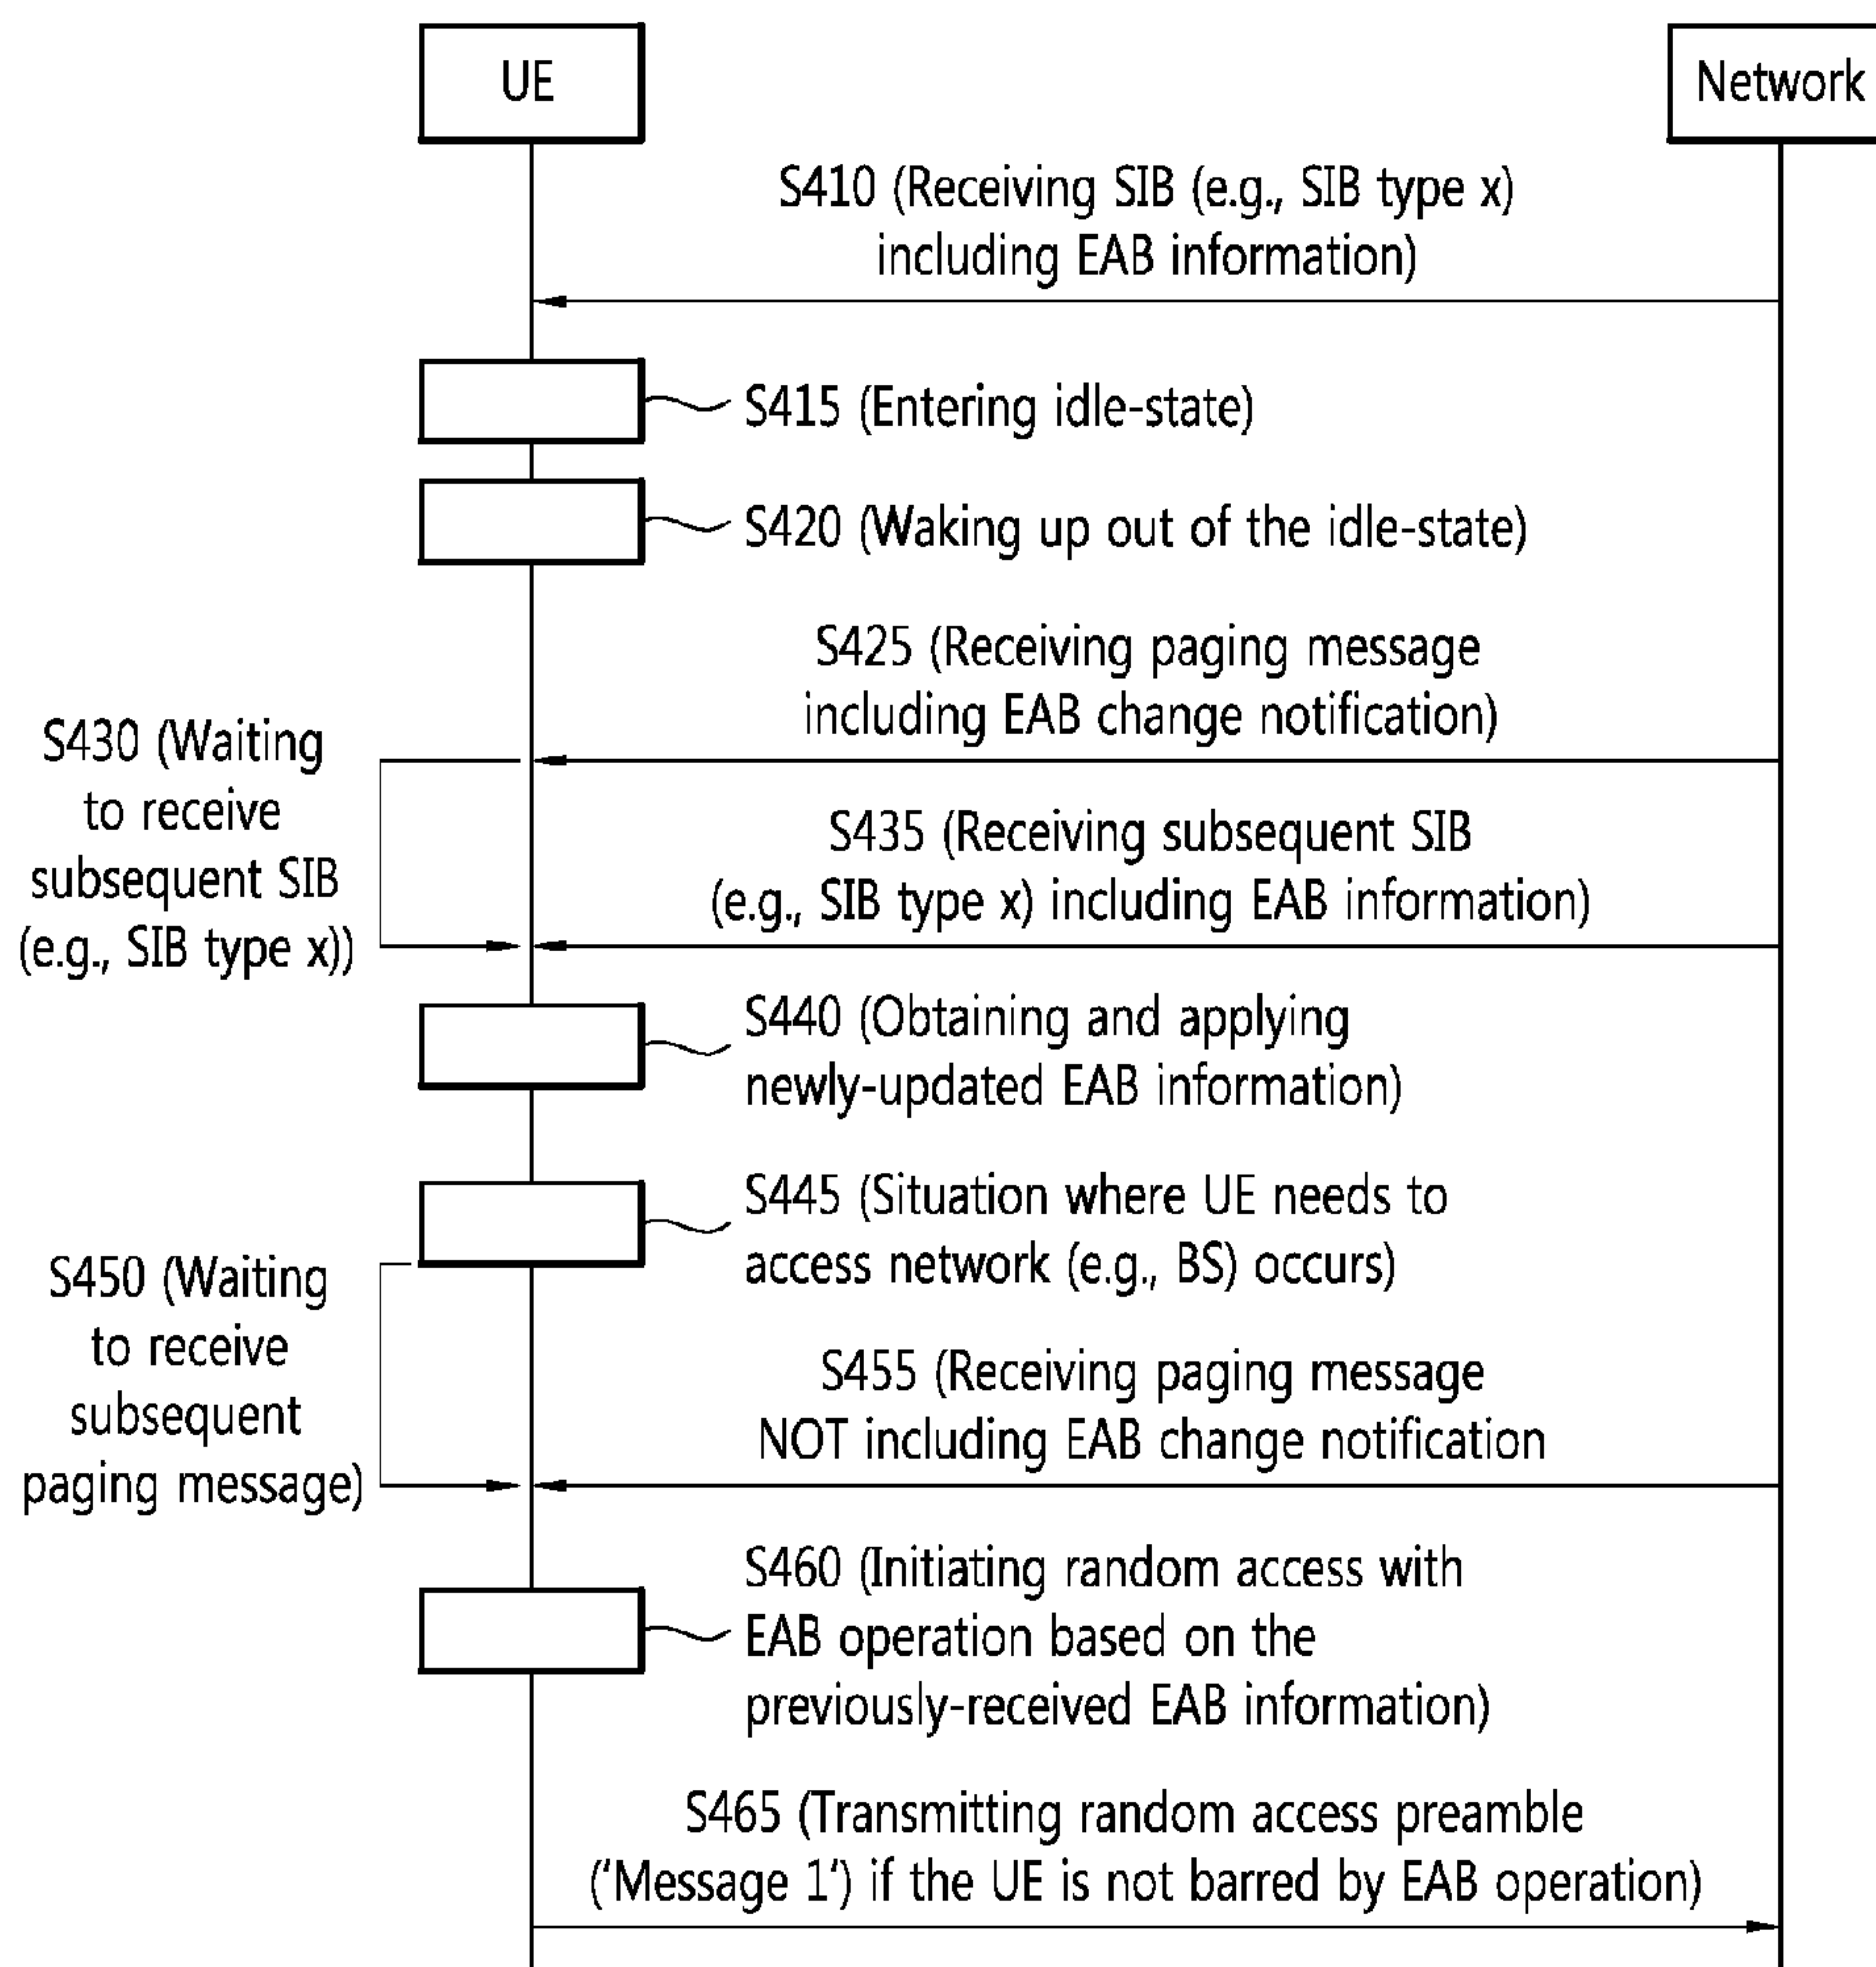 UE
Network
S410 (Receiving SIB (e.g., SIB type x)
including EAB information)
S415 (Entering idle-state)
S420 (Waking up out of the idle-state)
S425 (Receiving paging message
including EAB change notification)
S430 (Waiting
to receive
subsequent SIB
(e.g., SIB type x))
S435 (Receiving subsequent SIB
(e.g., SIB type x) including EAB information)
S440 (Obtaining and applying
newly-updated EAB information)
S445 (Situation where UE needs to
access network (e.g., BS) occurs)
S450 (Waiting
to receive
subsequent
paging message)
S455 (Receiving paging message
NOT including EAB change notification
S460 (Initiating random access with
EAB operation based on the
previously-received EAB information)
S465 (Transmitting random access preamble
(‘Message 1‘) if the UE is not barred by EAB operation)